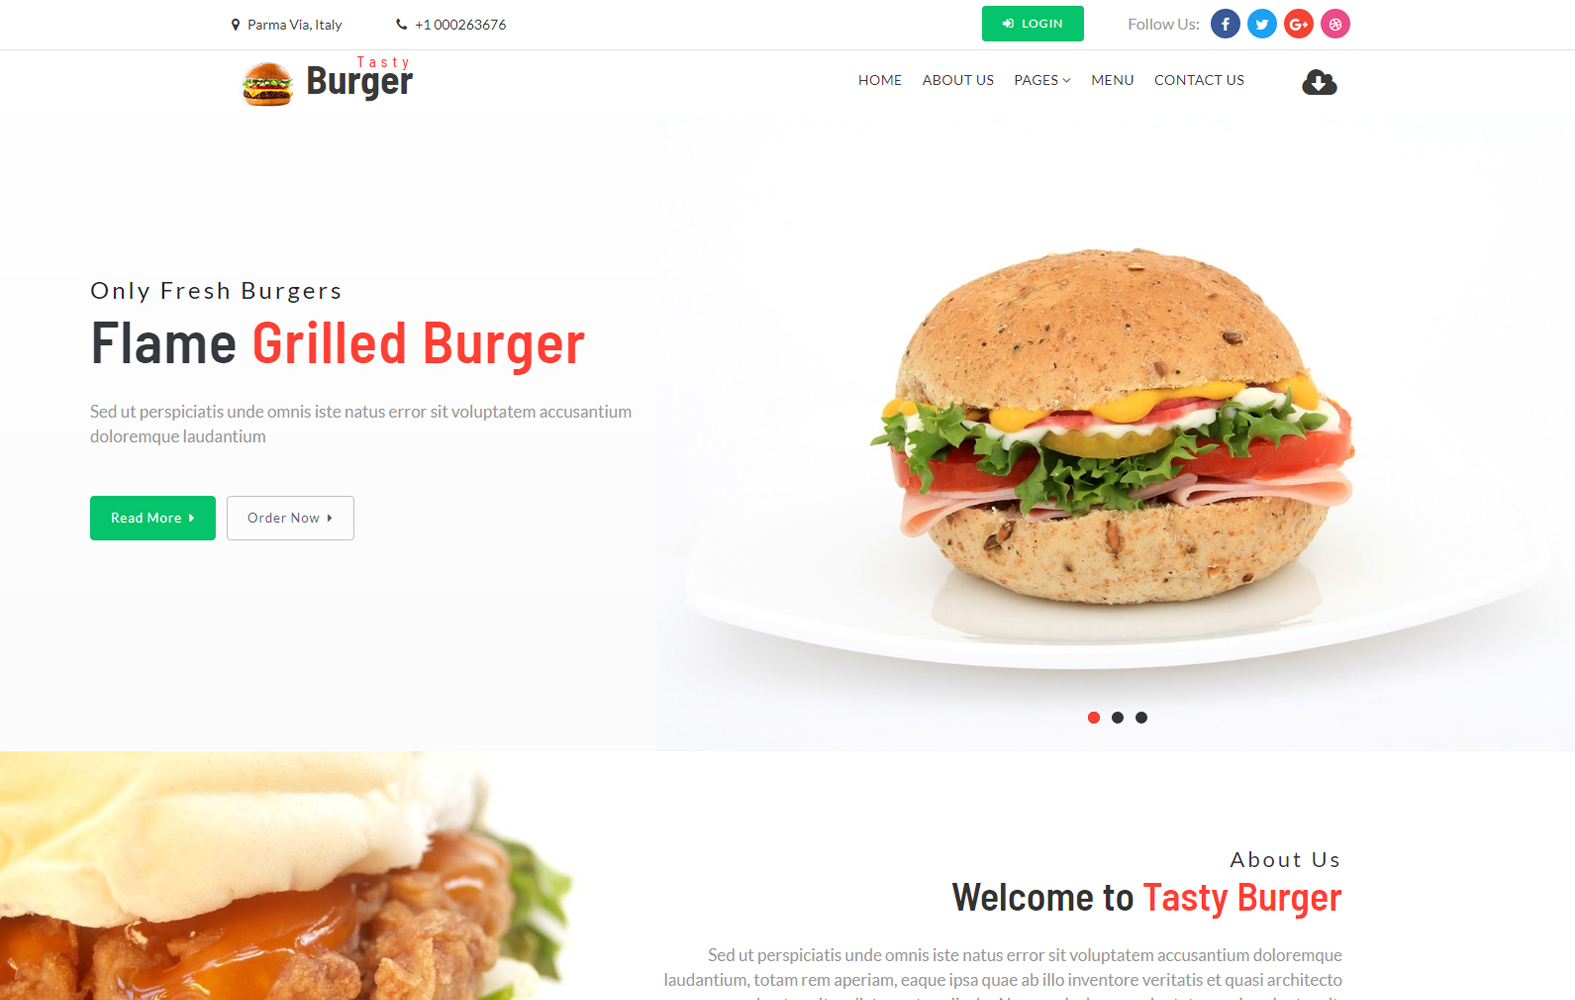 Parma Via, Italy
+1 000263676
LOGIN
Follow Us:
Tasty
Burger
HOME
ABOUT US
PAGES
MENU
CONTACT US
Only Fresh Burgers
Flame Grilled Burger
Sed ut perspiciatis unde omnis iste natus error sit voluptatem accusantium
doloremque laudantium
Read More
Order Now
About Us
Welcome to Tasty Burger
Sed ut perspiciatis unde omnis iste natus error sit voluptatem accusantium doloremque
laudantium, totam rem aperiam, eaque ipsa quae ab illo inventore veritatis et quasi architecto